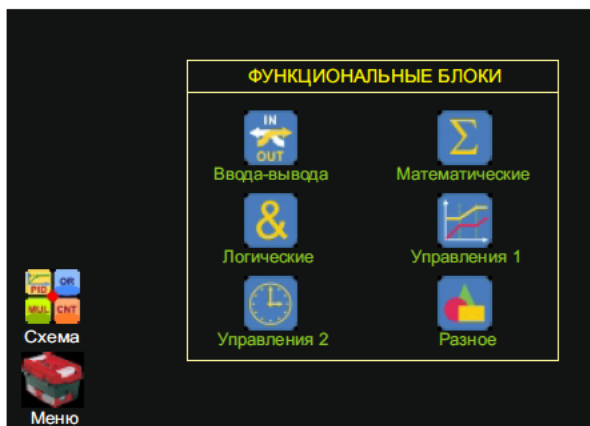 ФУНКЦИОНАЛЬНЫЕ БЛОКИ
IN
OUT
Ввода-вывода
Σ
Математические
&
Логические
Управления 1
Управления 2
Разное
PID
OR
MUL
CNT
Схема
Меню